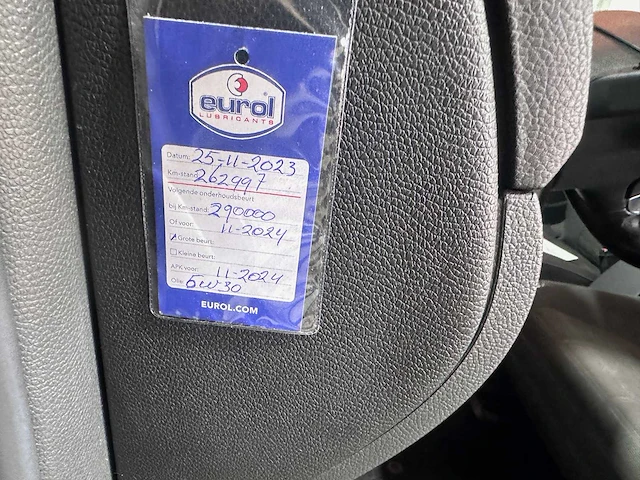 eurol
LUBRICANTS
Datum: 25-11-2023
Km-stand: 262997
Volgende onderhoudsbeurt
bij Km-stand: 290000
Of voor: 11-2024
Grote beurt:
Kleine beurt:
APK voor: 11-2024
Olie: 5W30
EUROL.COM